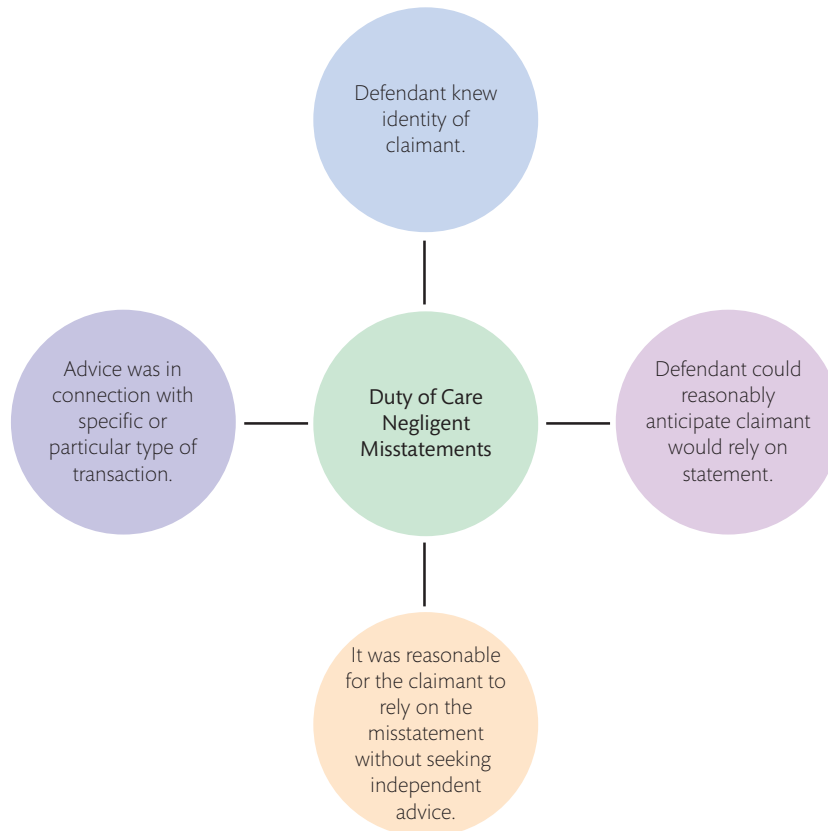 Defendant knew
identity of
claimant.
Advice was in
connection with
specific or
particular type of
transaction.
Duty of Care
Negligent
Misstatements
Defendant could
reasonably
anticipate claimant
would rely on
statement.
It was reasonable
for the claimant to
rely on the
misstatement
without seeking
independent
advice.